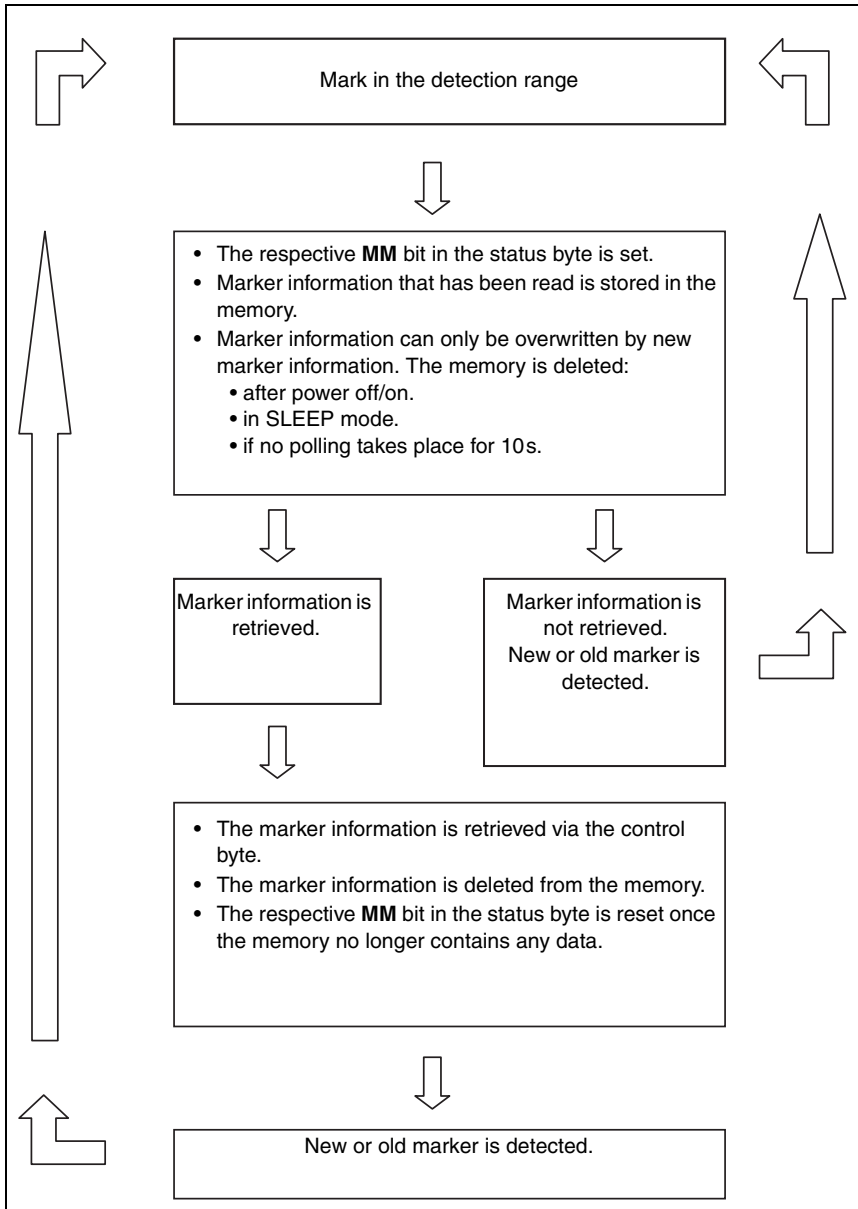 Mark in the detection range
• The respective MM bit in the status byte is set.
• Marker information that has been read is stored in the
memory.
• Marker information can only be overwritten by new
marker information. The memory is deleted:
• after power off/on.
• in SLEEP mode.
• if no polling takes place for 10s.
Marker information is
retrieved.
Marker information is
not retrieved.
New or old marker is
detected.
• The marker information is retrieved via the control
byte.
• The marker information is deleted from the memory.
• The respective MM bit in the status byte is reset once
the memory no longer contains any data.
New or old marker is detected.